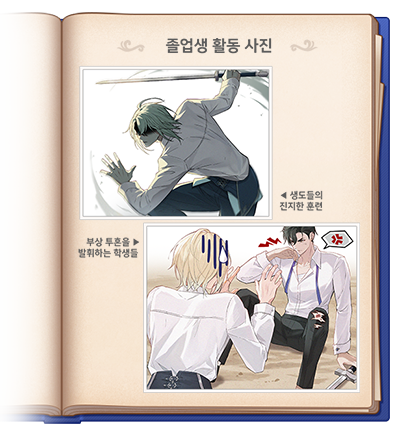 졸업생 활동 사진
◀ 생도들의
진지한 훈련
부상 투혼을 ▶
발휘하는 학생들